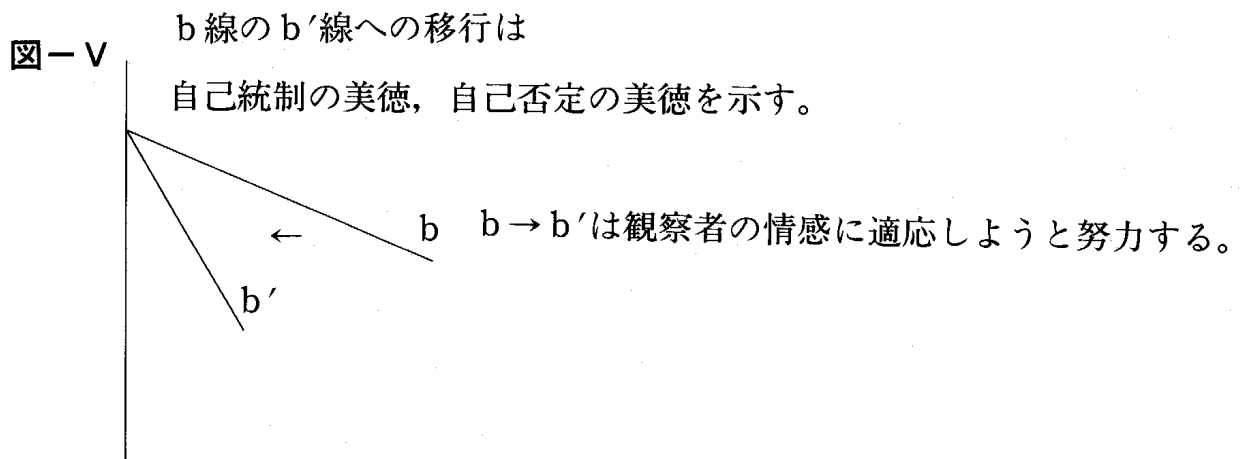 b線のb′線への移行は
図ーV
自己統制の美徳，自己否定の美徳を示す。
← b b→b′は観察者の情感に適応しようと努力する。
b′